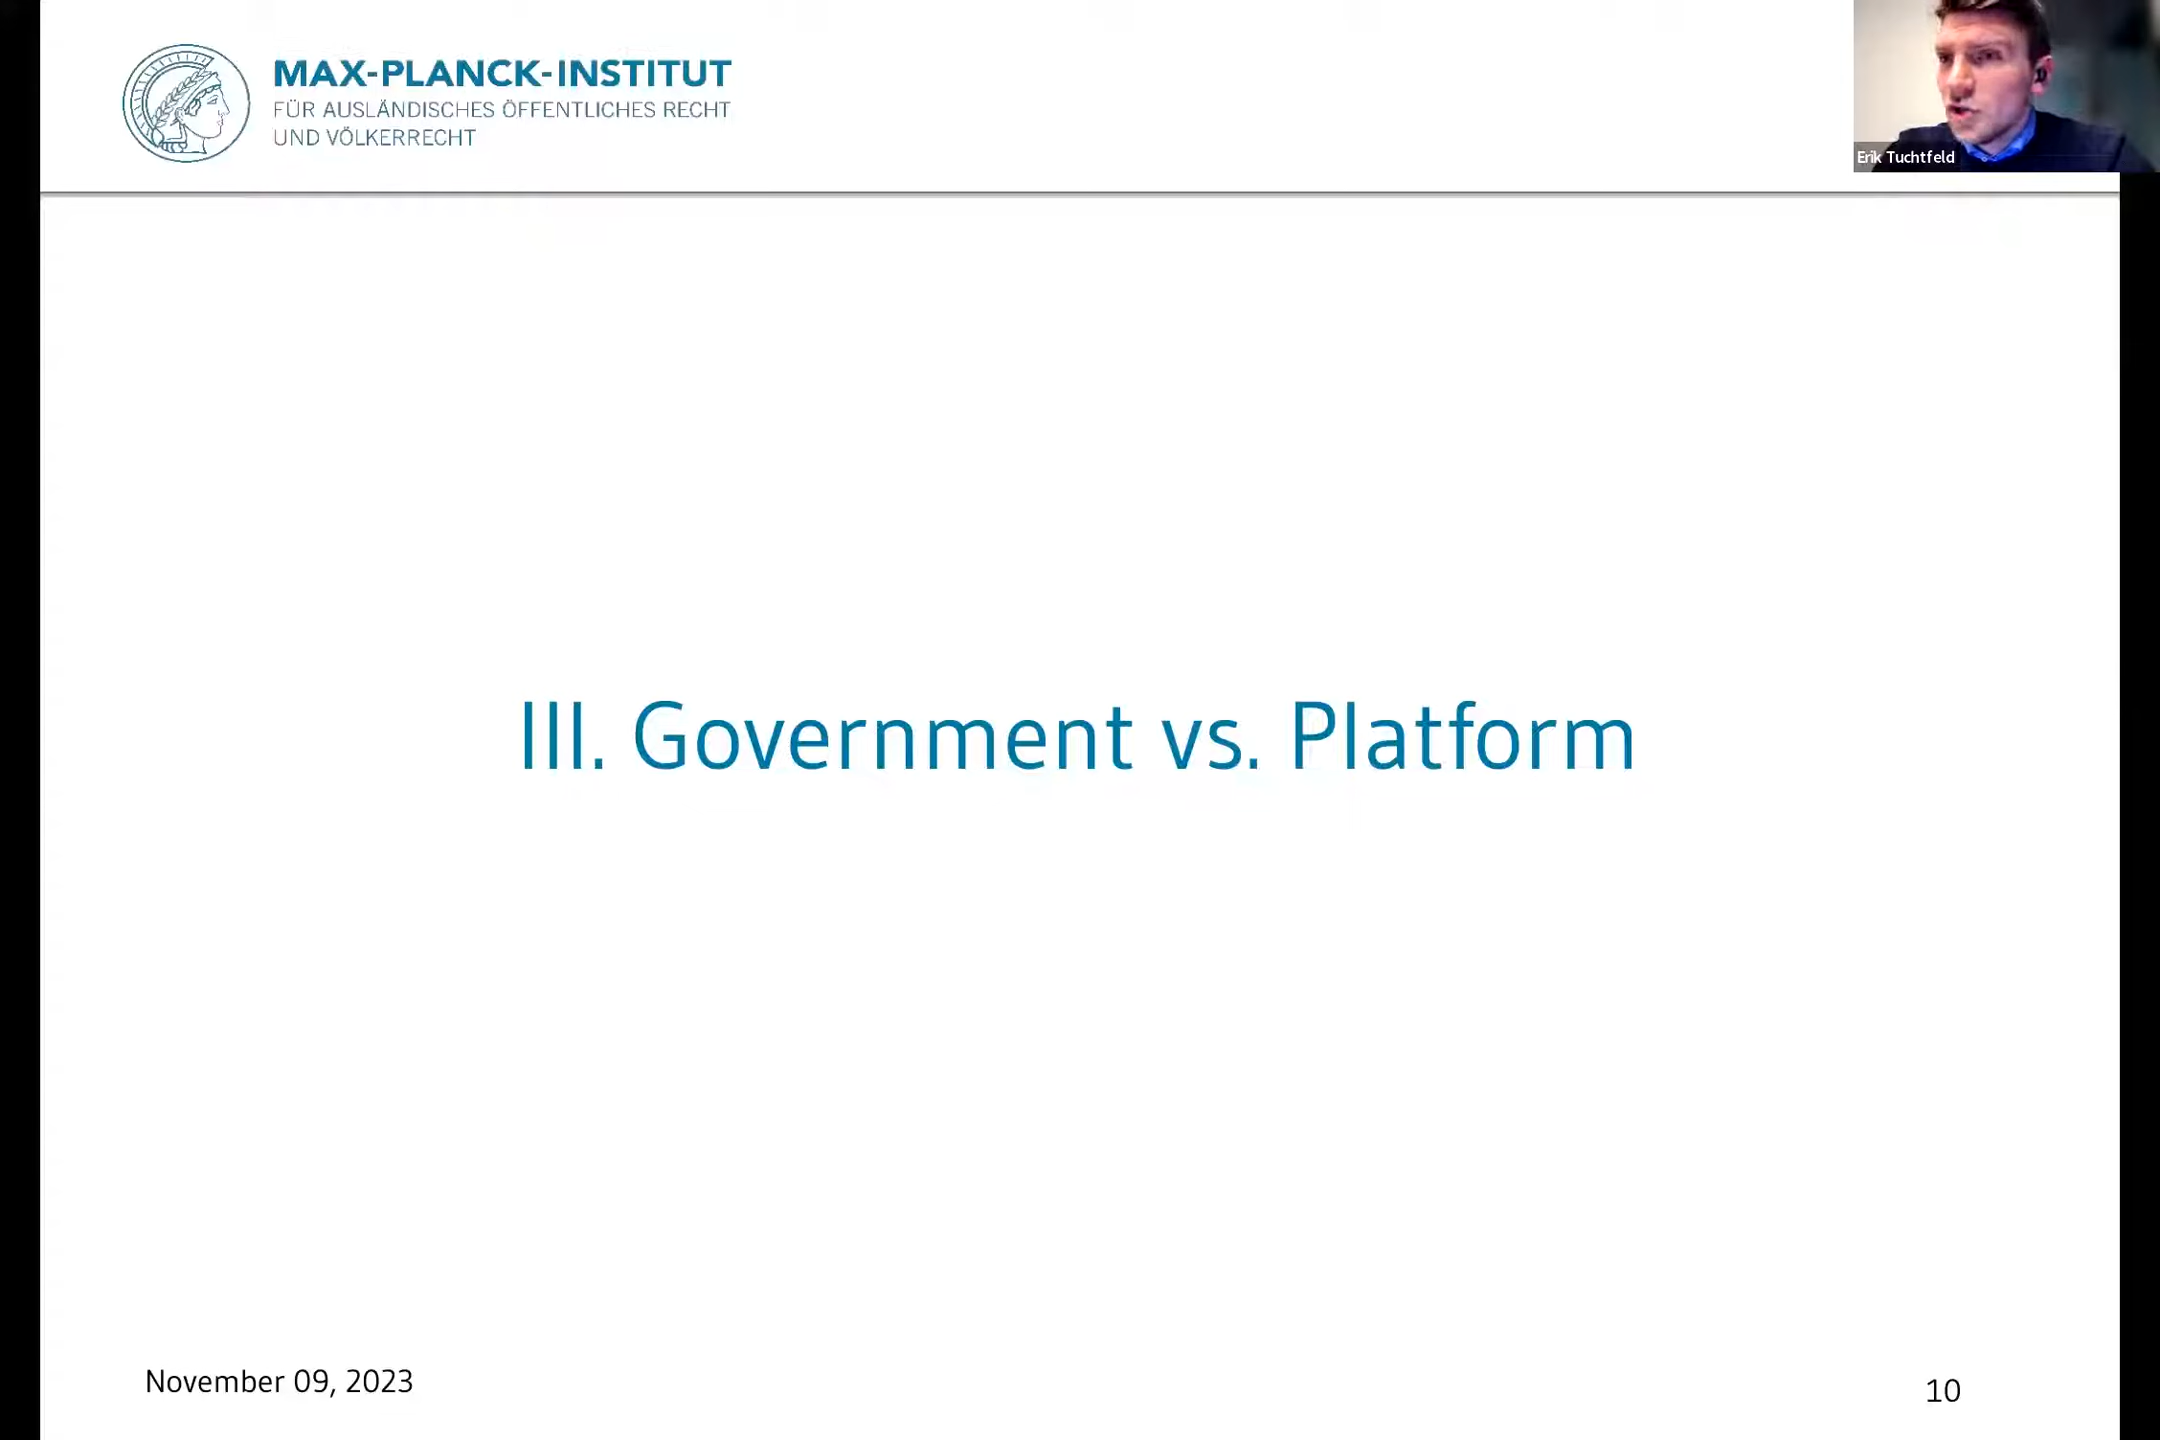 MAX-PLANCK-INSTITUT
FÜR AUSLÄNDISCHES ÖFFENTLICHES RECHT
UND VÖLKERRECHT
Erik Tuchtfeld
III. Government vs. Platform
November 09, 2023
10